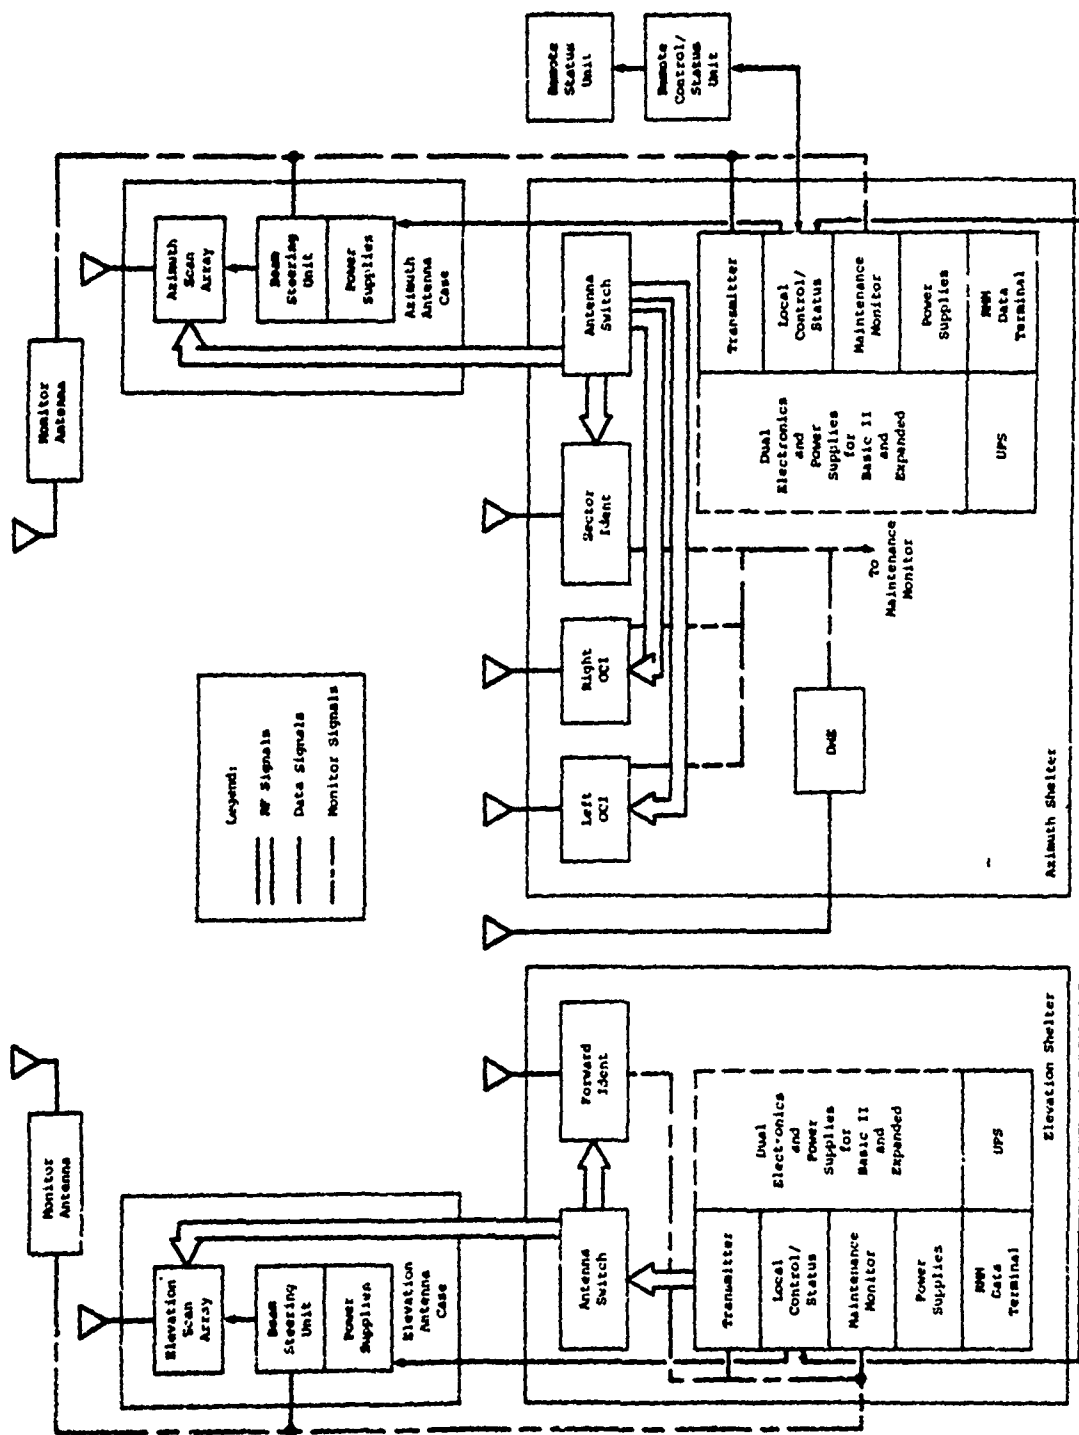 Monitor
Antenna
Elevation
Scan
Array
Beam
Steering
Unit
Power
Supplies
Elevation
Antenna
Case
Antenna
Switch
Forward
Ident
Transmitter
Local
Control/
Status
Maintenance
Monitor
Power
Supplies
RMM
Data
Terminal
Dual
Electronics
and
Power
Supplies
for
Basic II
and
Expanded
UPS
Elevation Shelter
Legend:
RF Signals
Data Signals
Monitor Signals
Monitor
Antenna
Azimuth
Scan
Array
Beam
Steering
Unit
Power
Supplies
Azimuth
Antenna
Case
Left
OCI
Right
OCI
Sector
Ident
Antenna
Switch
DME
To
Maintenance
Monitor
Dual
Electronics
and
Power
Supplies
for
Basic II
and
Expanded
UPS
Transmitter
Local
Control/
Status
Maintenance
Monitor
Power
Supplies
RMM
Data
Terminal
Azimuth Shelter
Remote
Status
Unit
Remote
Control/
Status
Unit